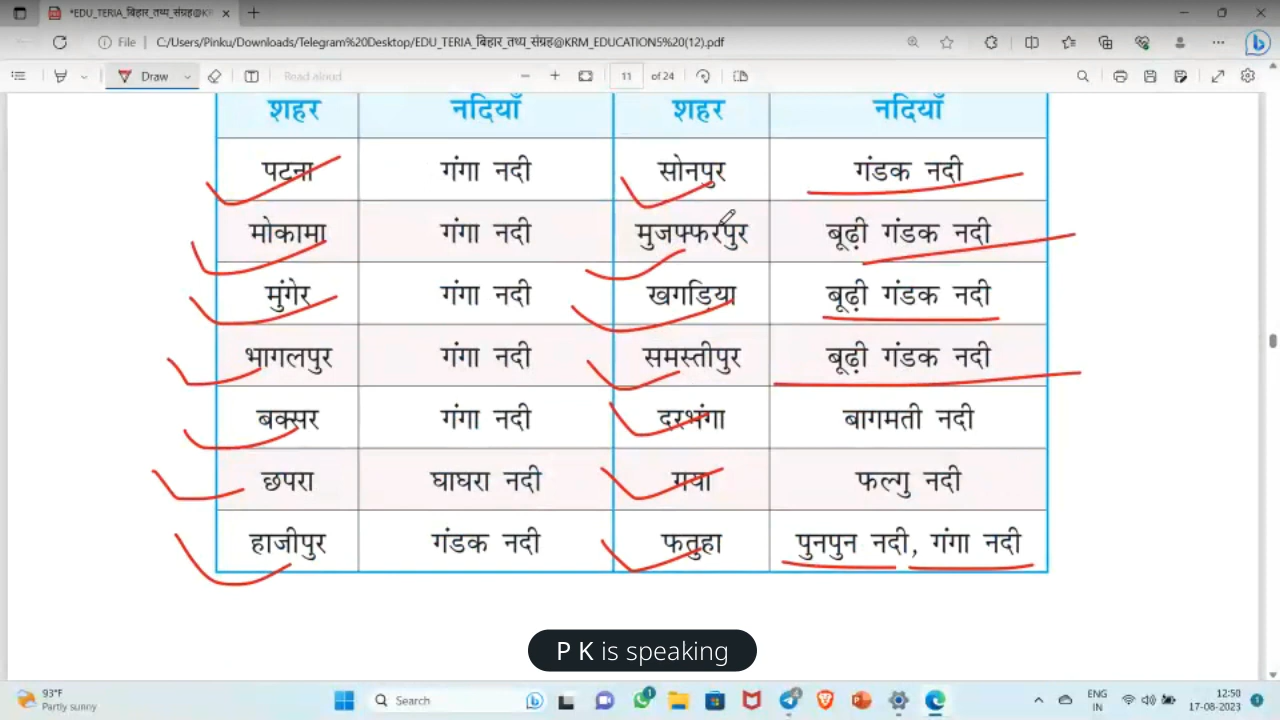 *EDU_TERIA_बिहार_तथ्य_संग्रह@KR
File C:/Users/Pinku/Downloads/Telegram%20Desktop/EDU_TERIA_बिहार_तथ्य_संग्रह@KRM_EDUCATION5%20(12).pdf
Draw Read aloud 11 of 24
शहर नदियाँ शहर नदियाँ
पटना गंगा नदी सोनपुर गंडक नदी
मोकामा गंगा नदी मुजफ्फरपुर बूढ़ी गंडक नदी
मुंगेर गंगा नदी खगड़िया बूढ़ी गंडक नदी
भागलपुर गंगा नदी समस्तीपुर बूढ़ी गंडक नदी
बक्सर गंगा नदी दरभंगा बागमती नदी
छपरा घाघरा नदी गया फल्गु नदी
हाजीपुर गंडक नदी फतुहा पुनपुन नदी, गंगा नदी
P K is speaking
93°F
Partly sunny
Search
ENG
IN
12:50
17-08-2023